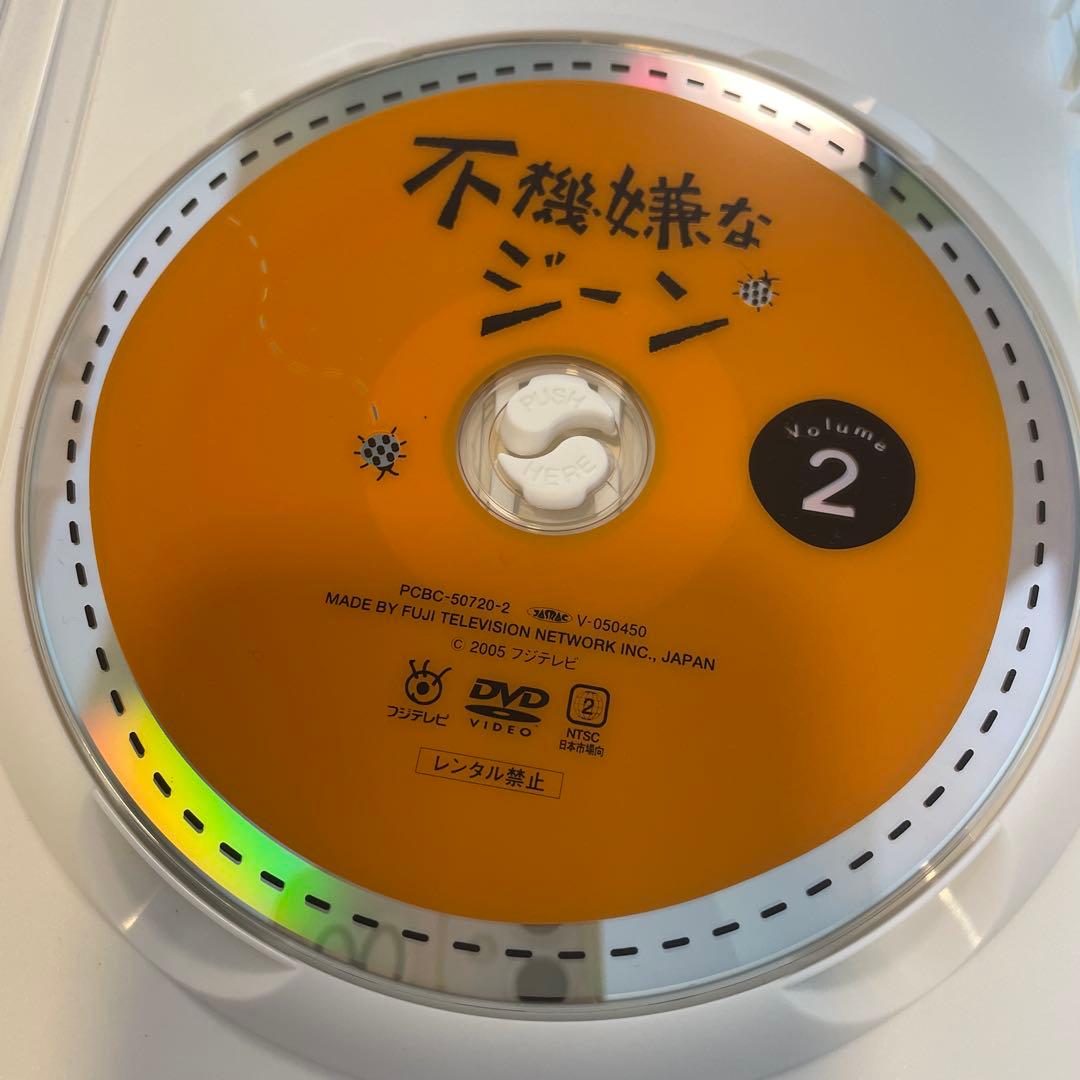 不機嫌な
ジーン
PUSH
HERE
Volume
2
PCBC-50720-2 JASRAC V-050450
MADE BY FUJI TELEVISION NETWORK INC., JAPAN
© 2005 フジテレビ
フジテレビ
DVD
VIDEO™
2
NTSC
日本市場向
レンタル禁止